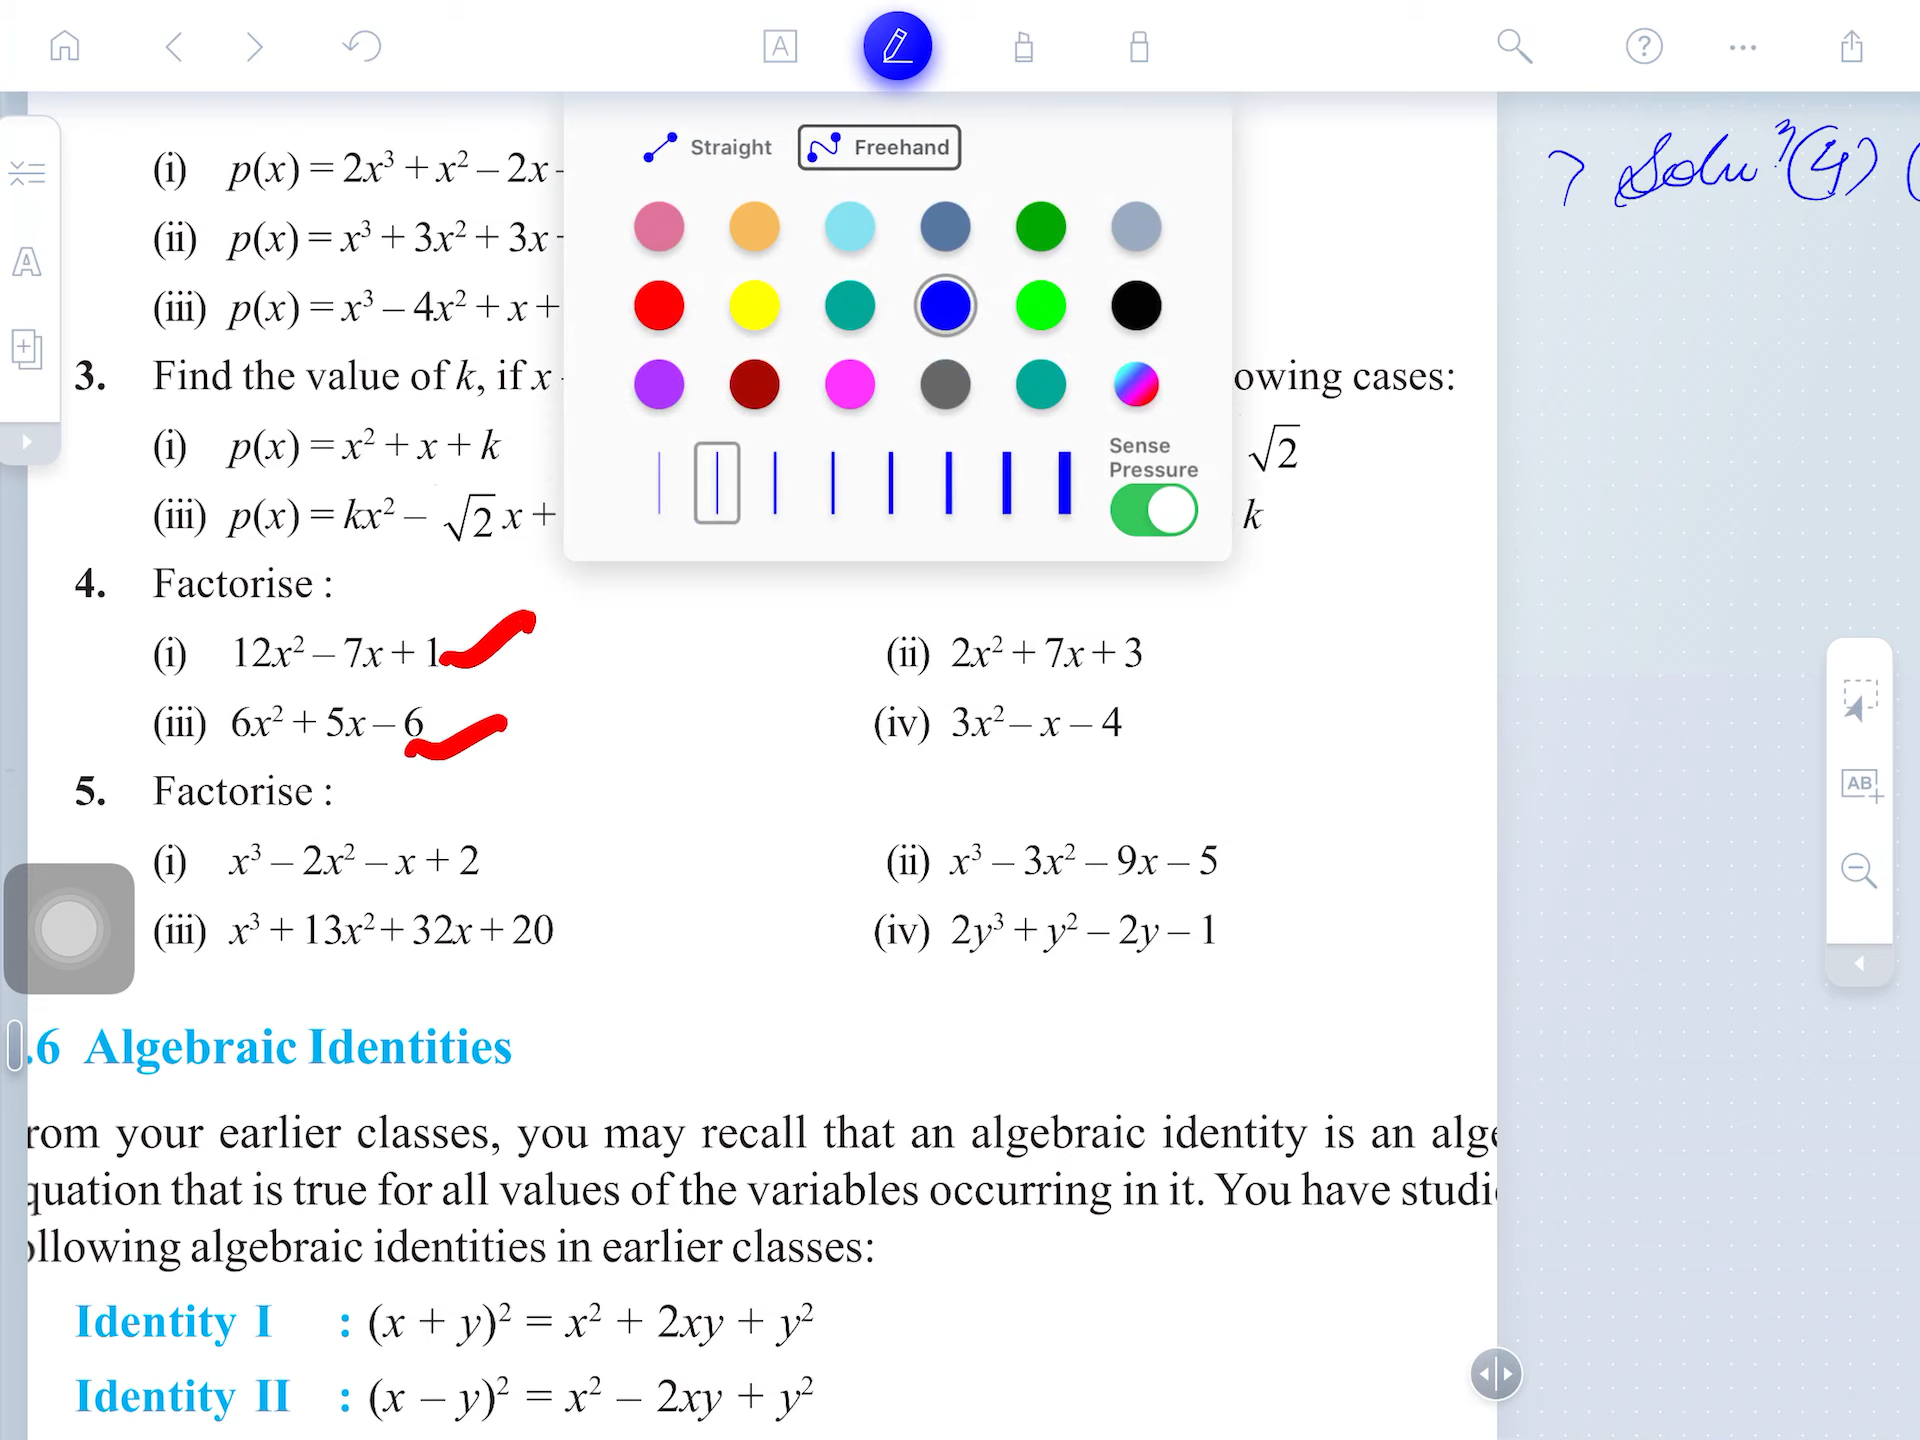 A
Straight Freehand
Sense
Pressure
(i) p(x) = 2x³ + x² – 2x
(ii) p(x) = x³ + 3x² + 3x
(iii) p(x) = x³ – 4x² + x +
3. Find the value of k, if x owing cases:
(i) p(x) = x² + x + k √2
(iii) p(x) = kx² – √2 x + k
4. Factorise :
(i) 12x² – 7x + 1 (ii) 2x² + 7x + 3
(iii) 6x² + 5x – 6 (iv) 3x² – x – 4
5. Factorise :
(i) x³ – 2x² – x + 2 (ii) x³ – 3x² – 9x – 5
(iii) x³ + 13x² + 32x + 20 (iv) 2y³ + y² – 2y – 1
.6 Algebraic Identities
rom your earlier classes, you may recall that an algebraic identity is an alge
quation that is true for all values of the variables occurring in it. You have studi
ollowing algebraic identities in earlier classes:
Identity I : (x + y)² = x² + 2xy + y²
Identity II : (x – y)² = x² – 2xy + y²
A
AB
(4)